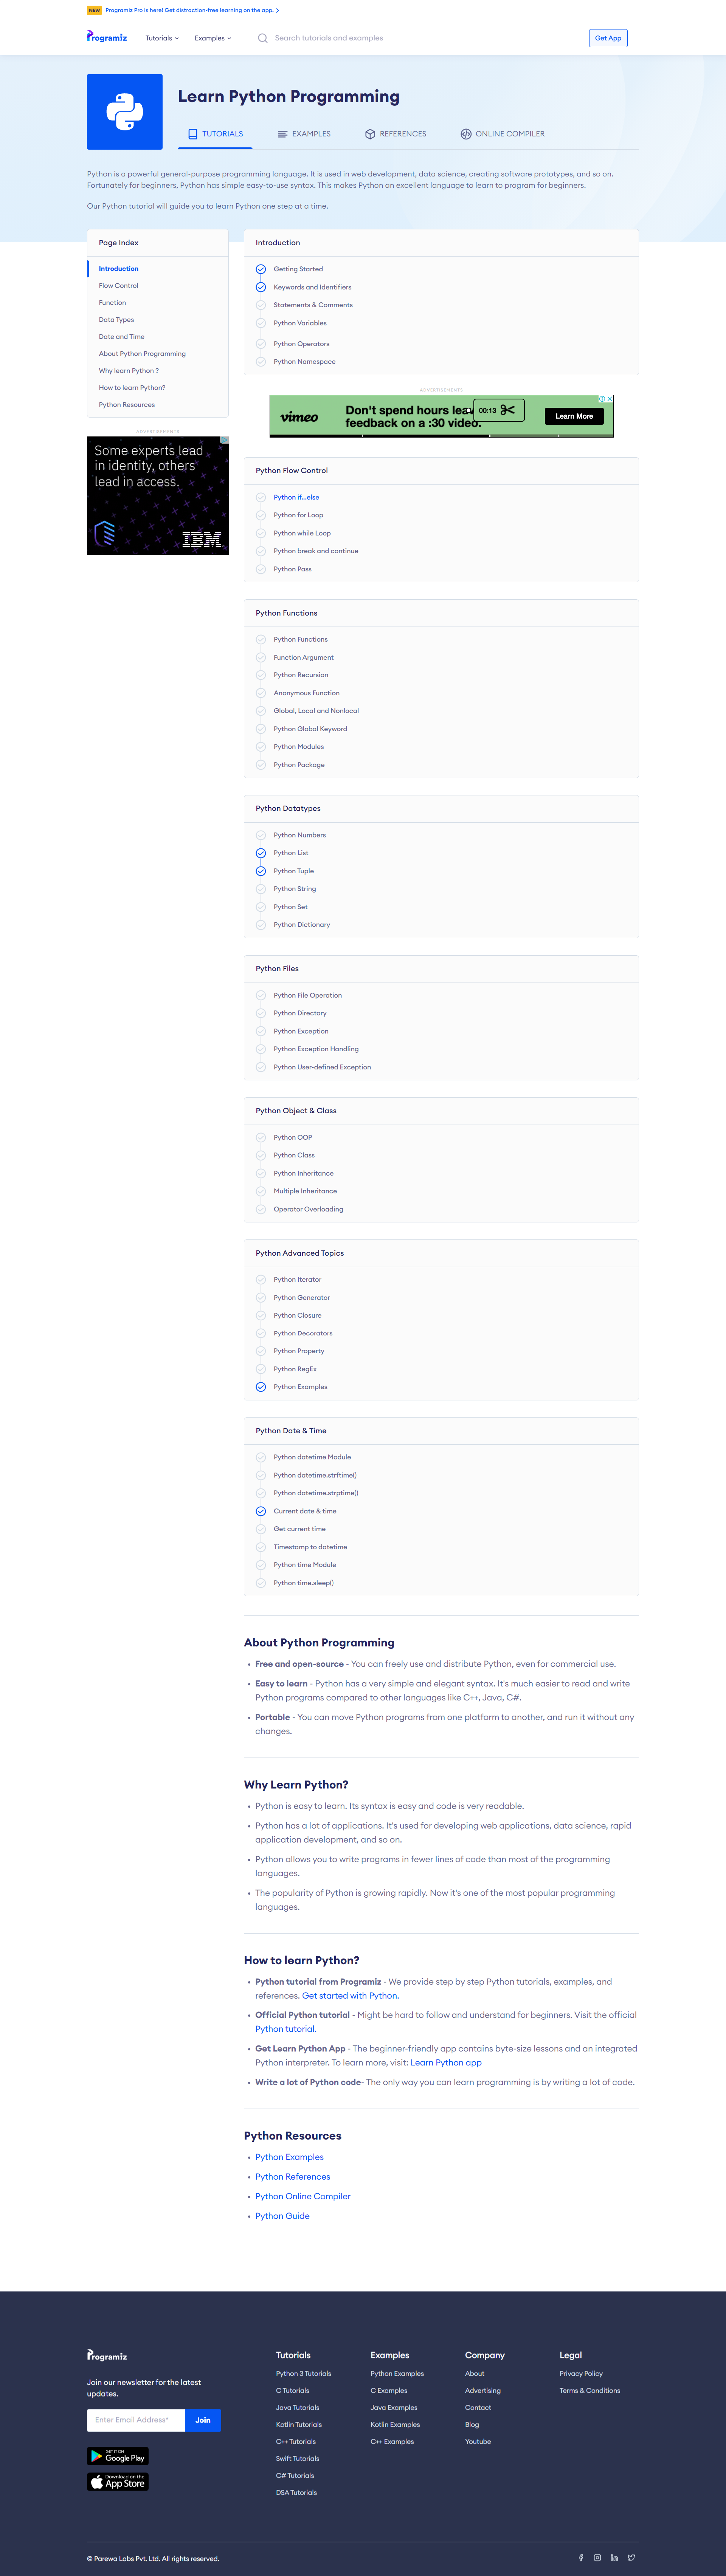 NEW Programiz Pro is here! Get distraction-free learning on the app.
Programiz Tutorials Examples Search tutorials and examples Get App
Learn Python Programming
TUTORIALS EXAMPLES REFERENCES ONLINE COMPILER
Python is a powerful general-purpose programming language. It is used in web development, data science, creating software prototypes, and so on.
Fortunately for beginners, Python has simple easy-to-use syntax. This makes Python an excellent language to learn to program for beginners.
Our Python tutorial will guide you to learn Python one step at a time.
Page Index
Introduction
Flow Control
Function
Data Types
Date and Time
About Python Programming
Why learn Python ?
How to learn Python?
Python Resources
ADVERTISEMENTS
Some experts lead
in identity, others
lead in access.
IBM
Introduction
Getting Started
Keywords and Identifiers
Statements & Comments
Python Variables
Python Operators
Python Namespace
ADVERTISEMENTS
vimeo
Don't spend hours
feedback on a :30 video.
00:13
Learn More
Python Flow Control
Python if...else
Python for Loop
Python while Loop
Python break and continue
Python Pass
Python Functions
Python Functions
Function Argument
Python Recursion
Anonymous Function
Global, Local and Nonlocal
Python Global Keyword
Python Modules
Python Package
Python Datatypes
Python Numbers
Python List
Python Tuple
Python String
Python Set
Python Dictionary
Python Files
Python File Operation
Python Directory
Python Exception
Python Exception Handling
Python User-defined Exception
Python Object & Class
Python OOP
Python Class
Python Inheritance
Multiple Inheritance
Operator Overloading
Python Advanced Topics
Python Iterator
Python Generator
Python Closure
Python Decorators
Python Property
Python RegEx
Python Examples
Python Date & Time
Python datetime Module
Python datetime.strftime()
Python datetime.strptime()
Current date & time
Get current time
Timestamp to datetime
Python time Module
Python time.sleep()
About Python Programming
• Free and open-source - You can freely use and distribute Python, even for commercial use.
• Easy to learn - Python has a very simple and elegant syntax. It's much easier to read and write
Python programs compared to other languages like C++, Java, C#.
• Portable - You can move Python programs from one platform to another, and run it without any
changes.
Why Learn Python?
• Python is easy to learn. Its syntax is easy and code is very readable.
• Python has a lot of applications. It's used for developing web applications, data science, rapid
application development, and so on.
• Python allows you to write programs in fewer lines of code than most of the programming
languages.
• The popularity of Python is growing rapidly. Now it's one of the most popular programming
languages.
How to learn Python?
• Python tutorial from Programiz - We provide step by step Python tutorials, examples, and
references. Get started with Python.
• Official Python tutorial - Might be hard to follow and understand for beginners. Visit the official
Python tutorial.
• Get Learn Python App - The beginner-friendly app contains byte-size lessons and an integrated
Python interpreter. To learn more, visit: Learn Python app
• Write a lot of Python code- The only way you can learn programming is by writing a lot of code.
Python Resources
• Python Examples
• Python References
• Python Online Compiler
• Python Guide
Programiz
Join our newsletter for the latest
updates.
Enter Email Address* Join
GET IT ON
Google Play
Download on the
App Store
Tutorials
Python 3 Tutorials
C Tutorials
Java Tutorials
Kotlin Tutorials
C++ Tutorials
Swift Tutorials
C# Tutorials
DSA Tutorials
Examples
Python Examples
C Examples
Java Examples
Kotlin Examples
C++ Examples
Company
About
Advertising
Contact
Blog
Youtube
Legal
Privacy Policy
Terms & Conditions
© Parewa Labs Pvt. Ltd. All rights reserved.